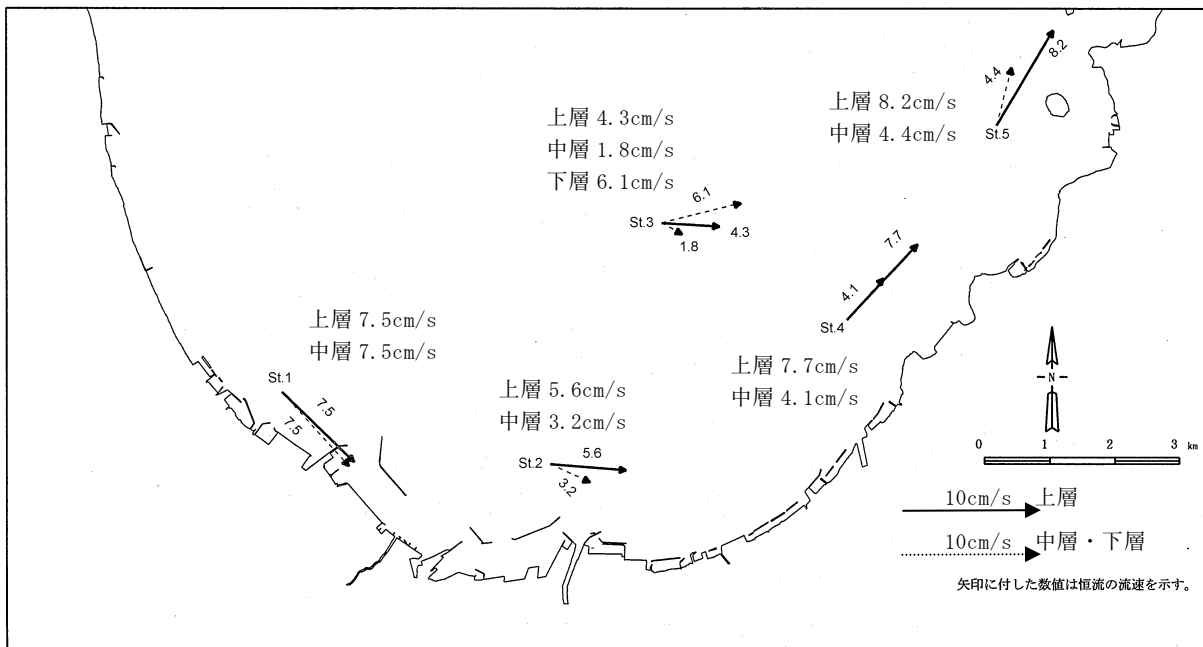 8.2
4.4
St.5
上層 8.2cm/s
中層 4.4cm/s
上層 4.3cm/s
中層 1.8cm/s
下層 6.1cm/s
6.1
St.3
4.3
1.8
7.7
4.1
St.4
上層 7.7cm/s
中層 4.1cm/s
上層 7.5cm/s
中層 7.5cm/s
St.1
7.5
7.5
上層 5.6cm/s
中層 3.2cm/s
St.2
5.6
3.2
N
0 1 2 3 km
10cm/s 上層
10cm/s 中層・下層
矢印に付した数値は恒流の流速を示す。